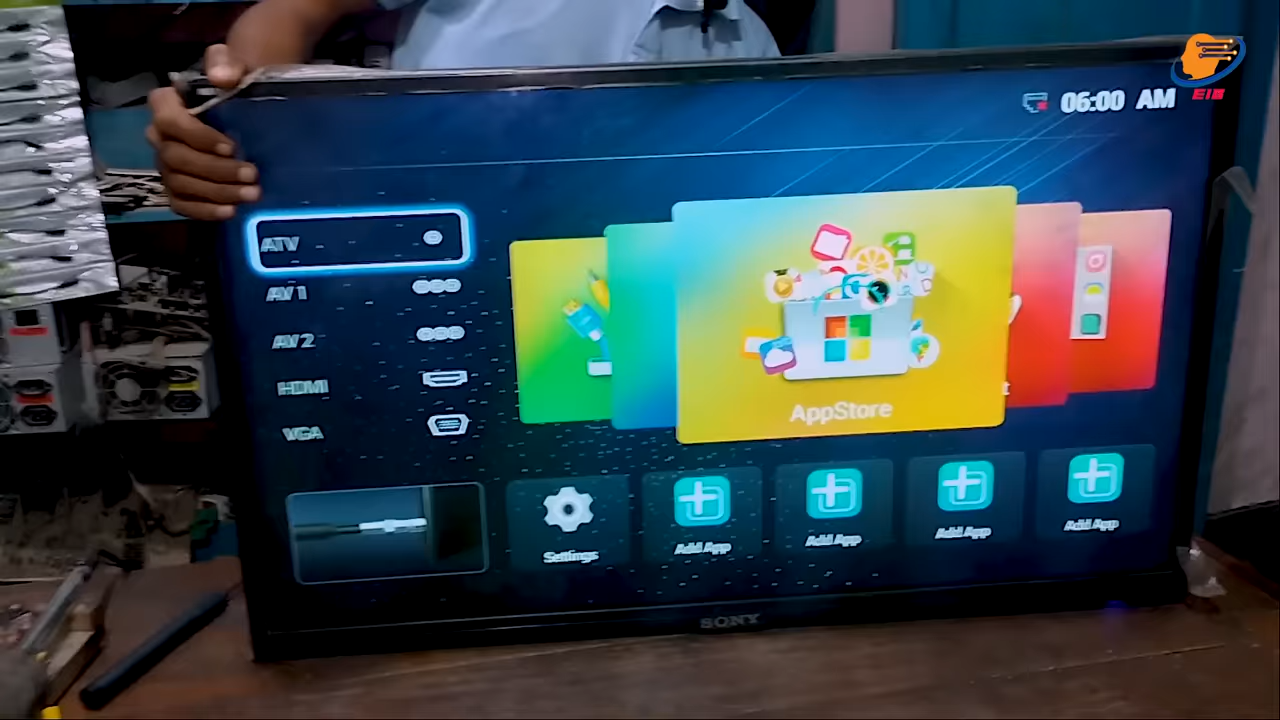 06:00 AM
EIB
ATV
AV1
AV2
HDMI
VGA
AppStore
Settings
Add App
Add App
Add App
Add App
SONY